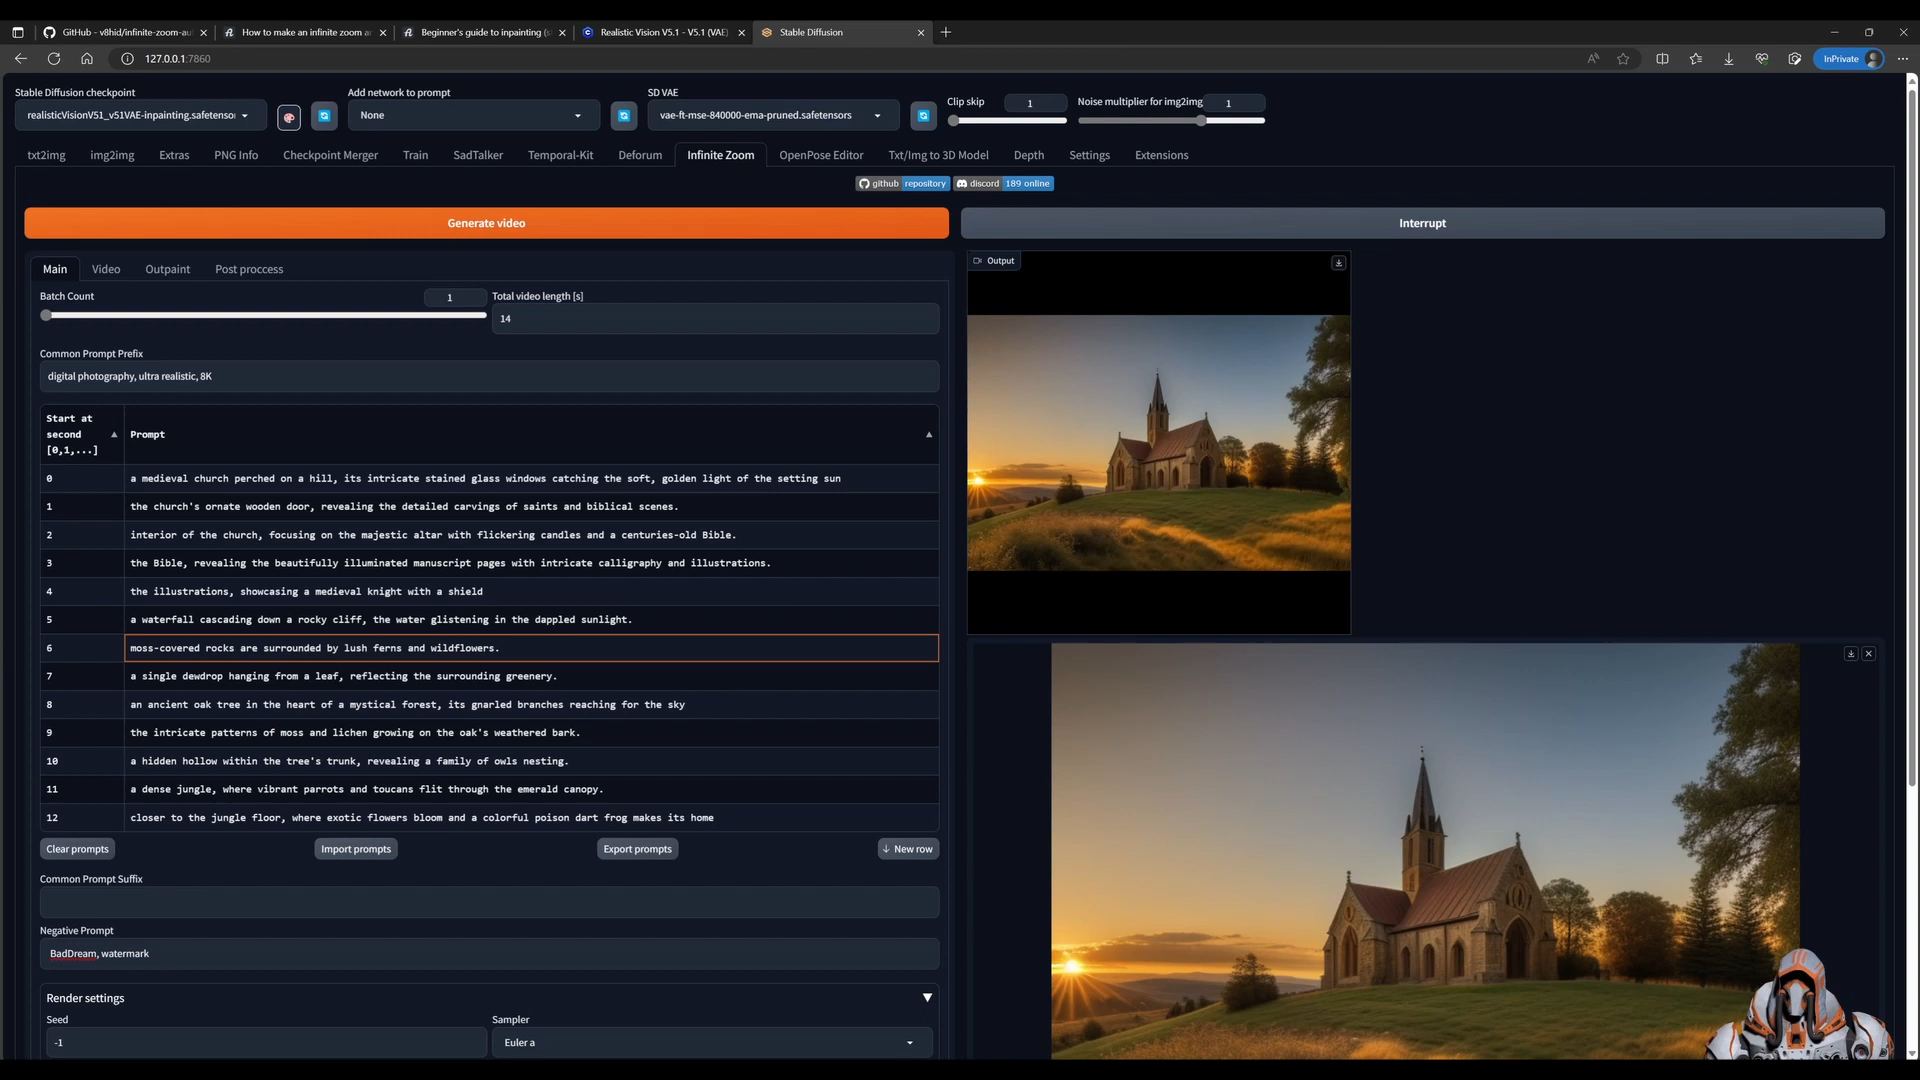 GitHub - v8hid/infinite-zoom-au
How to make an infinite zoom ar
Beginner's guide to inpainting (s
Realistic Vision V5.1 - V5.1 (VAE)
Stable Diffusion
127.0.0.1:7860
InPrivate
Stable Diffusion checkpoint
Add network to prompt
SD VAE
Clip skip
1
Noise multiplier for img2img
1
realisticVisionV51_v51VAE-inpainting.safetensor
None
vae-ft-mse-840000-ema-pruned.safetensors
txt2img
img2img
Extras
PNG Info
Checkpoint Merger
Train
SadTalker
Temporal-Kit
Deforum
Infinite Zoom
OpenPose Editor
Txt/Img to 3D Model
Depth
Settings
Extensions
github repository
discord 189 online
Generate video
Interrupt
Main
Video
Outpaint
Post proccess
Output
Batch Count
1
Total video length [s]
14
Common Prompt Prefix
digital photography, ultra realistic, 8K
Start at
second
[0,1,...]
Prompt
0 a medieval church perched on a hill, its intricate stained glass windows catching the soft, golden light of the setting sun
1 the church's ornate wooden door, revealing the detailed carvings of saints and biblical scenes.
2 interior of the church, focusing on the majestic altar with flickering candles and a centuries-old Bible.
3 the Bible, revealing the beautifully illuminated manuscript pages with intricate calligraphy and illustrations.
4 the illustrations, showcasing a medieval knight with a shield
5 a waterfall cascading down a rocky cliff, the water glistening in the dappled sunlight.
6 moss-covered rocks are surrounded by lush ferns and wildflowers.
7 a single dewdrop hanging from a leaf, reflecting the surrounding greenery.
8 an ancient oak tree in the heart of a mystical forest, its gnarled branches reaching for the sky
9 the intricate patterns of moss and lichen growing on the oak's weathered bark.
10 a hidden hollow within the tree's trunk, revealing a family of owls nesting.
11 a dense jungle, where vibrant parrots and toucans flit through the emerald canopy.
12 closer to the jungle floor, where exotic flowers bloom and a colorful poison dart frog makes its home
Clear prompts
Import prompts
Export prompts
↓ New row
Common Prompt Suffix
Negative Prompt
BadDream, watermark
Render settings
Seed
-1
Sampler
Euler a